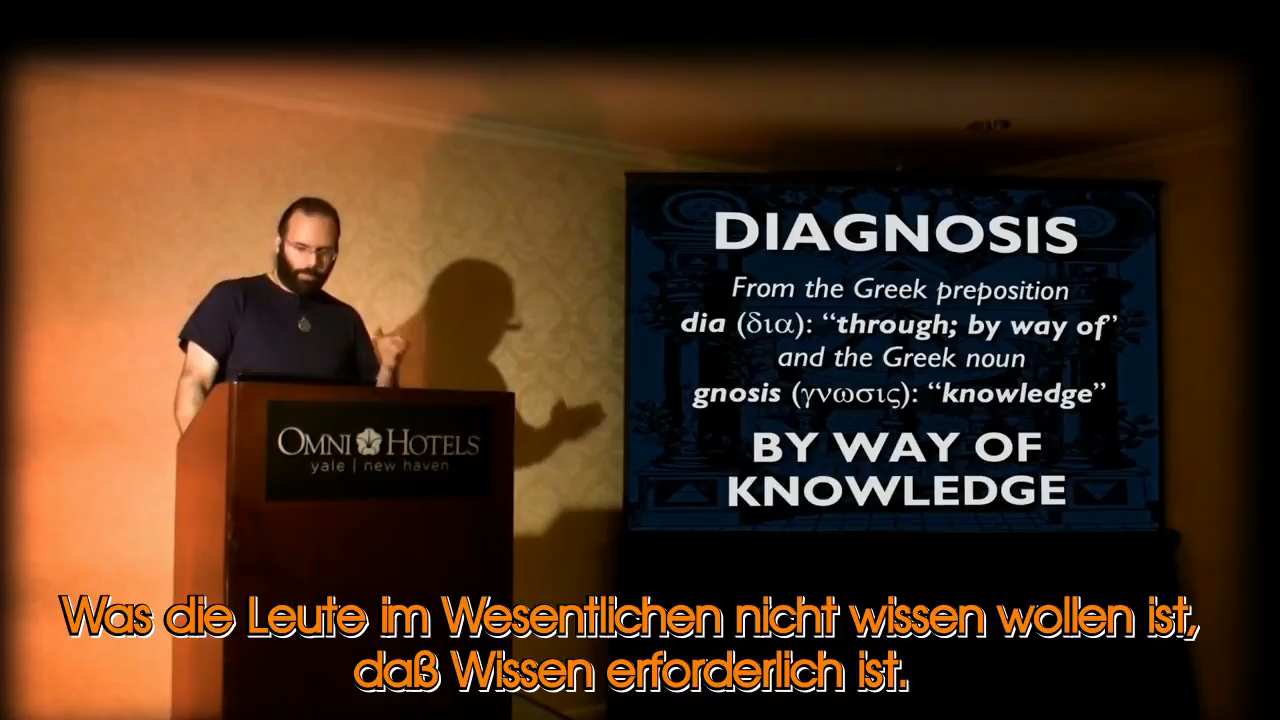 DIAGNOSIS
From the Greek preposition
dia (δια): “through; by way of”
and the Greek noun
gnosis (γνωσις): “knowledge”
BY WAY OF
KNOWLEDGE
OMNI HOTELS
yale | new haven
Was die Leute im Wesentlichen nicht wissen wollen ist,
daß Wissen erforderlich ist.